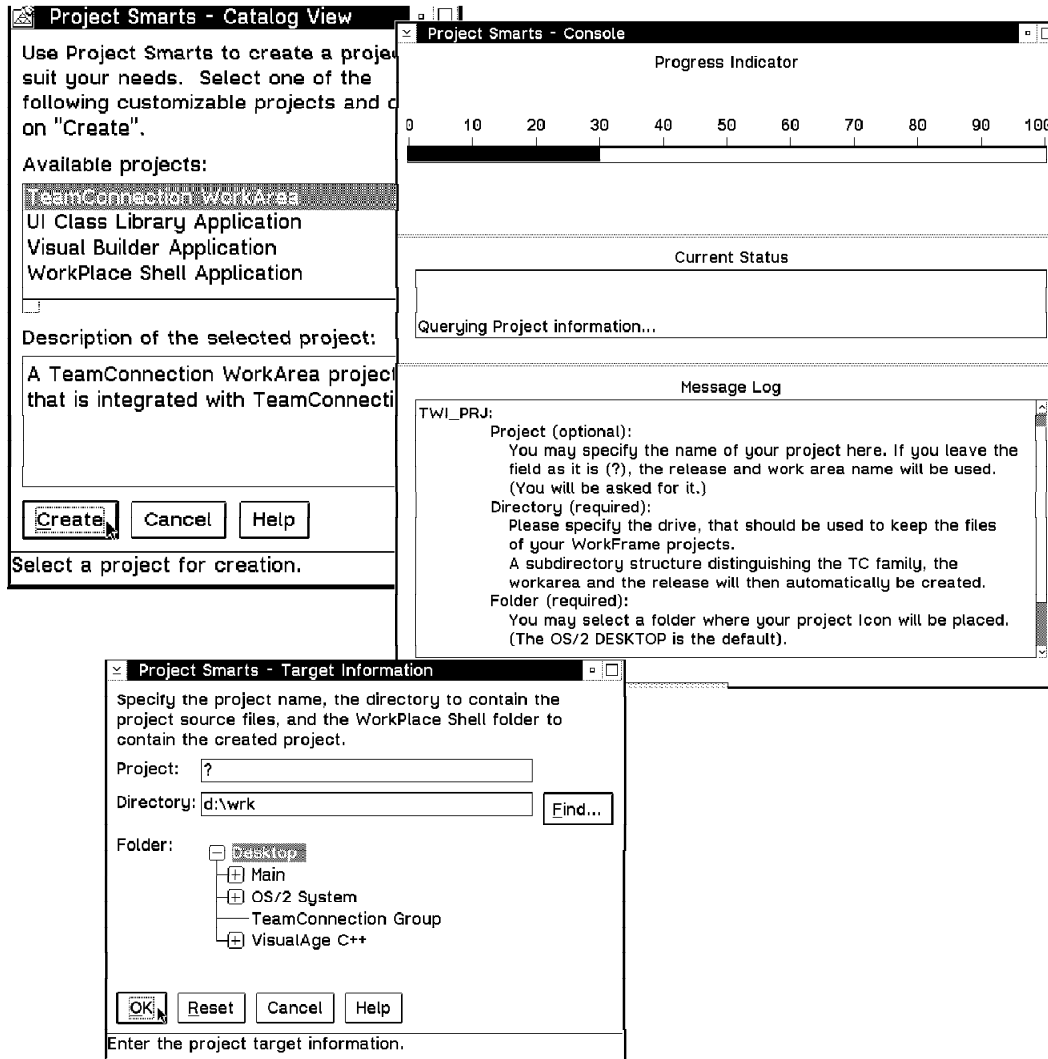 Project Smarts - Catalog View
Use Project Smarts to create a proje
suit your needs.  Select one of the
following customizable projects and c
on "Create".
Available projects:
TeamConnection WorkArea
UI Class Library Application
Visual Builder Application
WorkPlace Shell Application
Description of the selected project:
A TeamConnection WorkArea project
that is integrated with TeamConnecti
Create
Cancel
Help
Select a project for creation.
Project Smarts - Console
Progress Indicator
0 10 20 30 40 50 60 70 80 90 100
Current Status
Querying Project information...
Message Log
TWI_PRJ:
Project (optional):
You may specify the name of your project here. If you leave the
field as it is (?), the release and work area name will be used.
(You will be asked for it.)
Directory (required):
Please specify the drive, that should be used to keep the files
of your WorkFrame projects.
A subdirectory structure distinguishing the TC family, the
workarea and the release will then automatically be created.
Folder (required):
You may select a folder where your project Icon will be placed.
(The OS/2 DESKTOP is the default).
Project Smarts - Target Information
Specify the project name, the directory to contain the
project source files, and the WorkPlace Shell folder to
contain the created project.
Project: ?
Directory: d:\wrk
Find...
Folder:
Desktop
Main
OS/2 System
TeamConnection Group
VisualAge C++
OK
Reset
Cancel
Help
Enter the project target information.